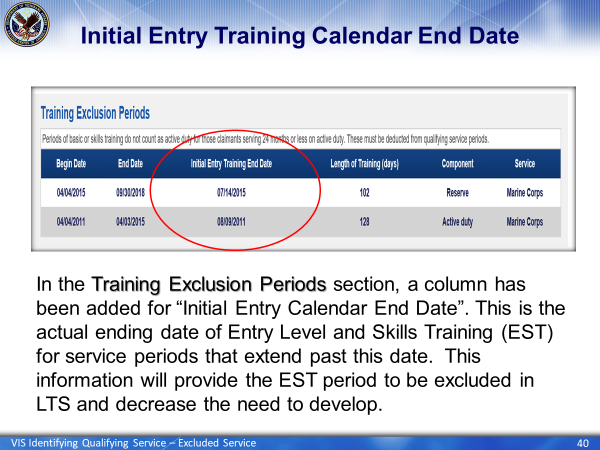 Initial Entry Training Calendar End Date
Training Exclusion Periods
Periods of basic or skills training do not count as active duty for those claimants serving 24 months or less on active duty. These must be deducted from qualifying service periods.
Begin Date End Date Initial Entry Training End Date Length of Training (days) Component Service
04/04/2015 09/30/2018 07/14/2015 102 Reserve Marine Corps
04/04/2011 04/03/2015 08/09/2011 128 Active duty Marine Corps
In the Training Exclusion Periods section, a column has
been added for “Initial Entry Calendar End Date”. This is the
actual ending date of Entry Level and Skills Training (EST)
for service periods that extend past this date.  This
information will provide the EST period to be excluded in
LTS and decrease the need to develop.
VIS Identifying Qualifying Service – Excluded Service 40